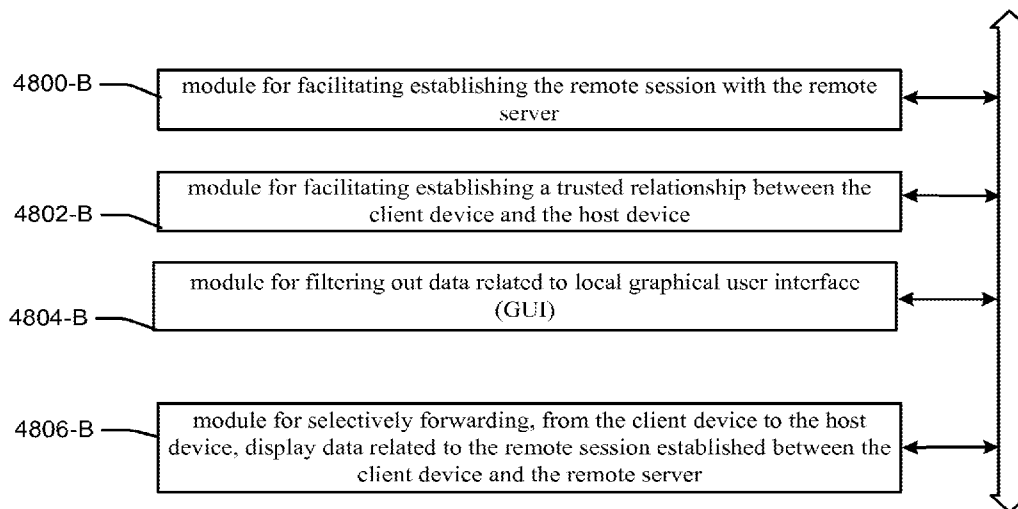 4800-B
module for facilitating establishing the remote session with the remote
server
4802-B
module for facilitating establishing a trusted relationship between the
client device and the host device
4804-B
module for filtering out data related to local graphical user interface
(GUI)
4806-B
module for selectively forwarding, from the client device to the host
device, display data related to the remote session established between the
client device and the remote server